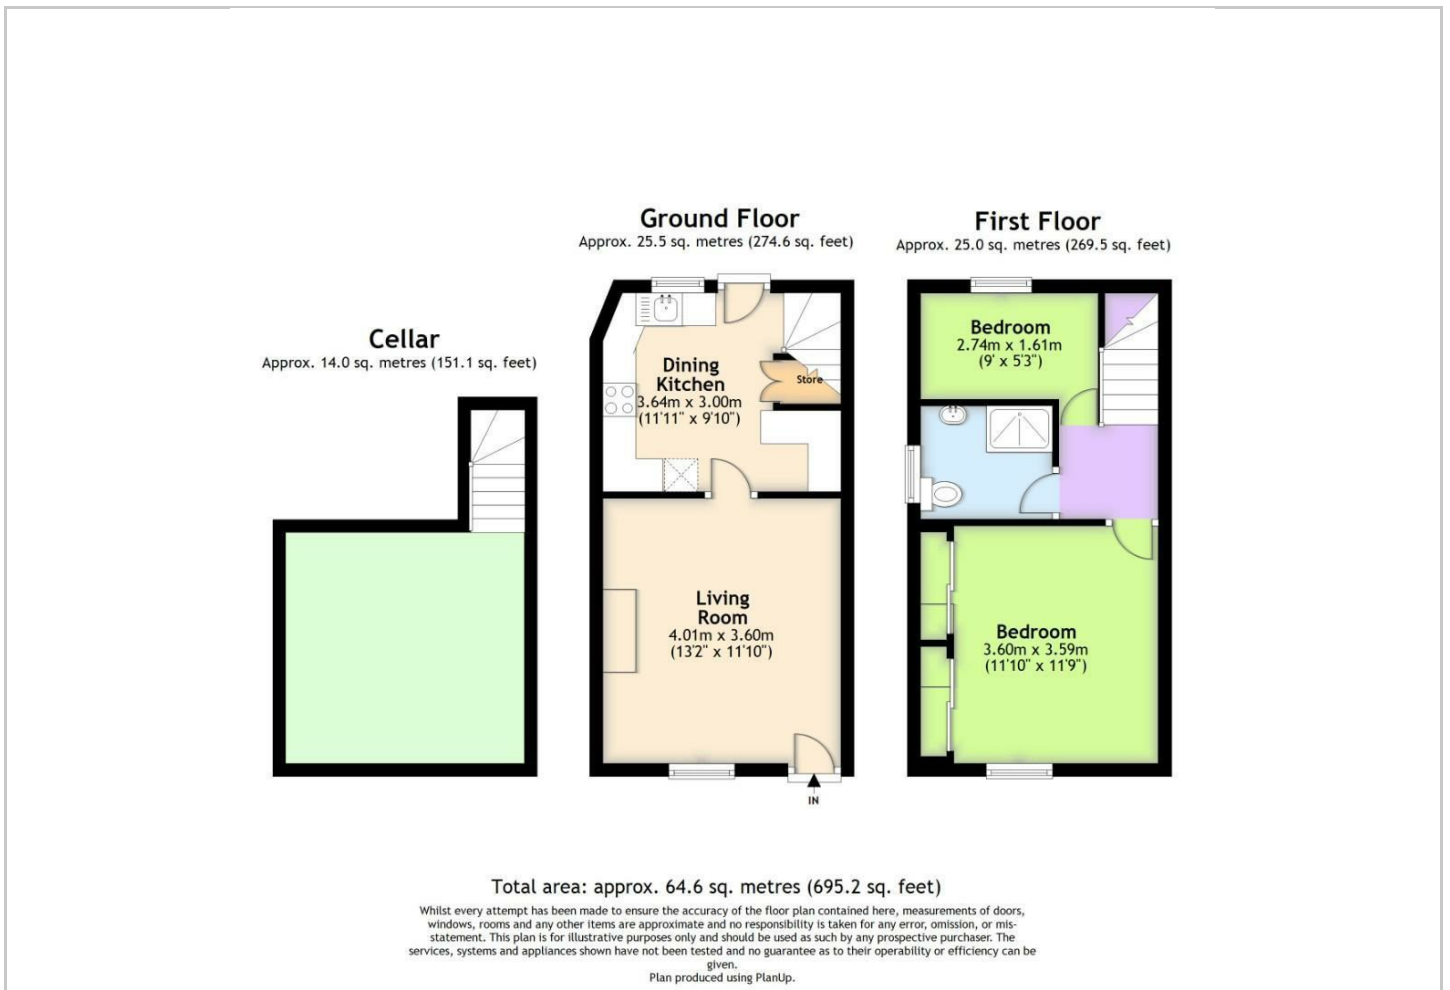 Cellar
Approx. 14.0 sq. metres (151.1 sq. feet)
Ground Floor
Approx. 25.5 sq. metres (274.6 sq. feet)
Dining
Kitchen
3.64m x 3.00m
(11'11" x 9'10")
Store
Living
Room
4.01m x 3.60m
(13'2" x 11'10")
IN
First Floor
Approx. 25.0 sq. metres (269.5 sq. feet)
Bedroom
2.74m x 1.61m
(9' x 5'3")
Bedroom
3.60m x 3.59m
(11'10" x 11'9")
Total area: approx. 64.6 sq. metres (695.2 sq. feet)
Whilst every attempt has been made to ensure the accuracy of the floor plan contained here, measurements of doors,
windows, rooms and any other items are approximate and no responsibility is taken for any error, omission, or mis-
statement. This plan is for illustrative purposes only and should be used as such by any prospective purchaser. The
services, systems and appliances shown have not been tested and no guarantee as to their operability or efficiency can be
given.
Plan produced using PlanUp.